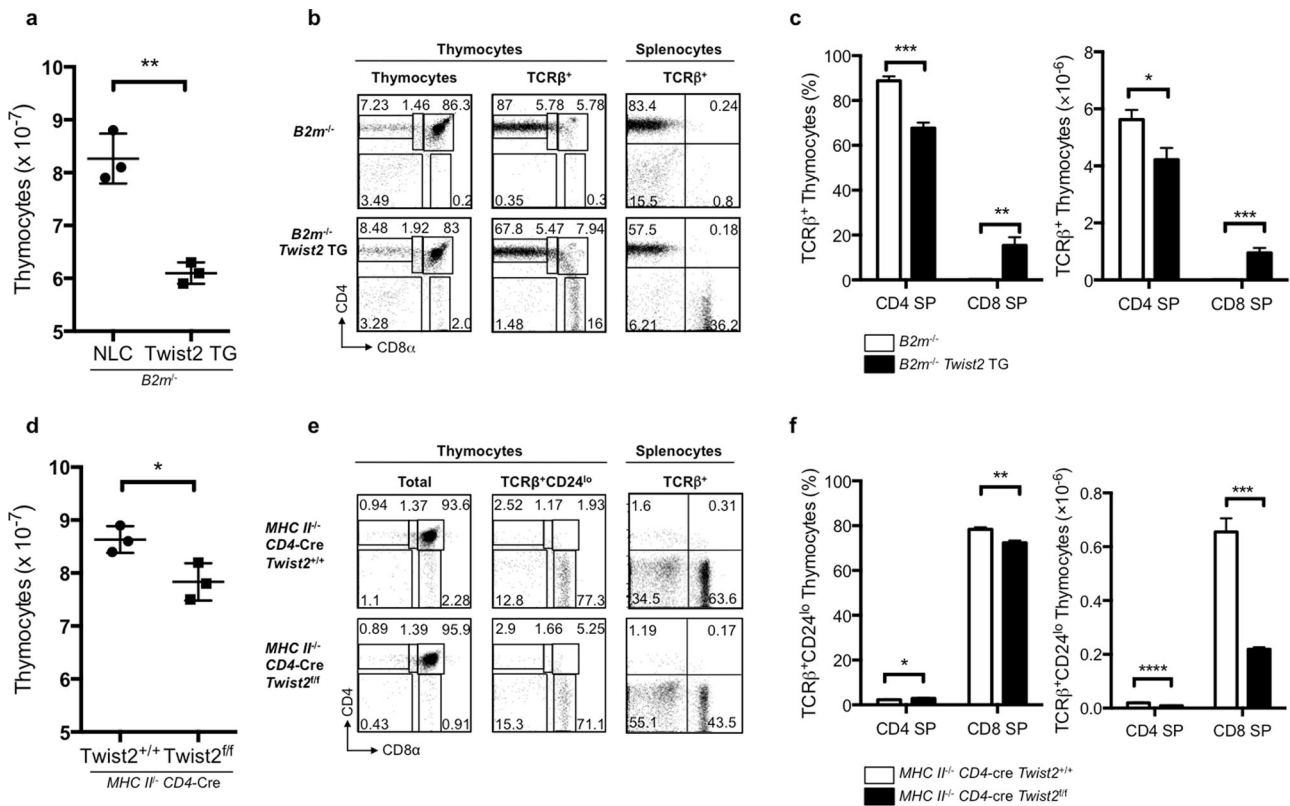 a
**
Thymocytes (x 10-7)
10
9
8
7
6
5
NLC Twist2 TG
B2m-/-
b
Thymocytes Splenocytes
Thymocytes TCRβ+ TCRβ+
B2m-/-
7.23 1.46 86.3
3.49 0.2
87 5.78 5.78
0.35 0.3
83.4 0.24
15.5 0.8
B2m-/-
Twist2 TG
8.48 1.92 83
3.28 2.0
67.8 5.47 7.94
1.48 16
57.5 0.18
6.21 36.2
CD4
CD8α
c
TCRβ+ Thymocytes (%)
100
80
60
40
20
0
***
**
CD4 SP CD8 SP
TCRβ+ Thymocytes (×10-6)
8
6
4
2
0
*
***
CD4 SP CD8 SP
B2m-/-
B2m-/- Twist2 TG
d
*
Thymocytes (x 10-7)
10
9
8
7
6
5
Twist2+/+ Twist2f/f
MHC II/- CD4-Cre
e
Thymocytes Splenocytes
Total TCRβ+CD24lo TCRβ+
MHC II-/-
CD4-Cre
Twist2+/+
0.94 1.37 93.6
1.1 2.28
2.52 1.17 1.93
12.8 77.3
1.6 0.31
34.5 63.6
MHC II-/-
CD4-Cre
Twist2f/f
0.89 1.39 95.9
0.43 0.91
2.9 1.66 5.25
15.3 71.1
1.19 0.17
55.1 43.5
CD4
CD8α
f
TCRβ+CD24lo Thymocytes (%)
100
80
60
40
20
0
*
**
CD4 SP CD8 SP
TCRβ+CD24lo Thymocytes (×10-6)
0.8
0.6
0.4
0.2
0.0
****
***
CD4 SP CD8 SP
MHC II-/- CD4-cre Twist2+/+
MHC II-/- CD4-cre Twist2f/f